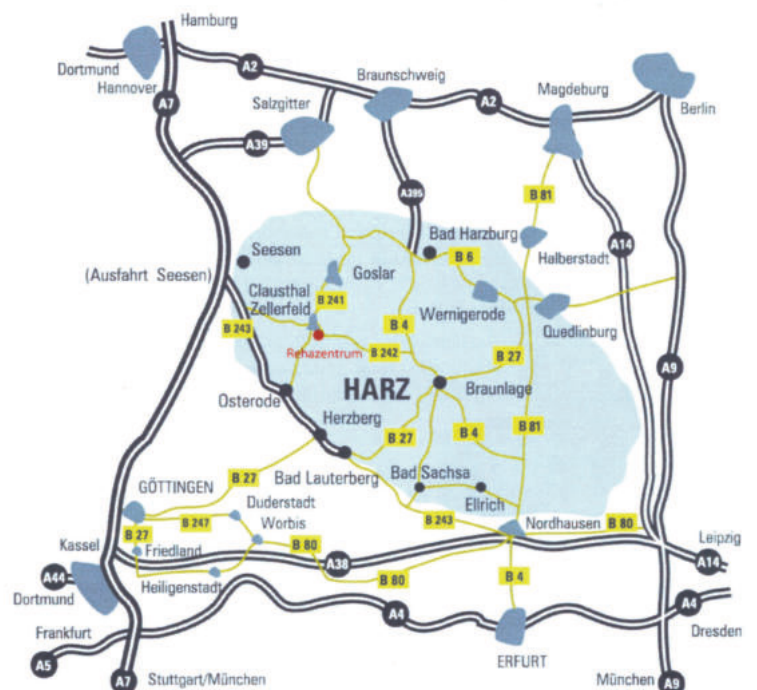 Hamburg
Dortmund
Hannover
A2
Braunschweig
Magdeburg
Berlin
A7
Salzgitter
A2
A39
A395
B 81
Bad Harzburg
A14
Seesen
B 6
Halberstadt
(Ausfahrt Seesen)
Goslar
Clausthal
Zellerfeld
B 241
Wernigerode
Quedlinburg
B 243
B 4
Rehazentrum
B 242
B 27
A9
HARZ
Braunlage
Osterode
Herzberg
B 27
B 4
B 81
Bad Lauterberg
Bad Sachsa
B 27
GÖTTINGEN
Ellrich
Duderstadt
B 243
Nordhausen
B 80
B 27
B 247
Worbis
Leipzig
Kassel
Friedland
B 80
A38
A14
A44
Heiligenstadt
B 80
B 4
Dortmund
A4
A4
Frankfurt
Dresden
A5
ERFURT
A7
Stuttgart/München
München
A9